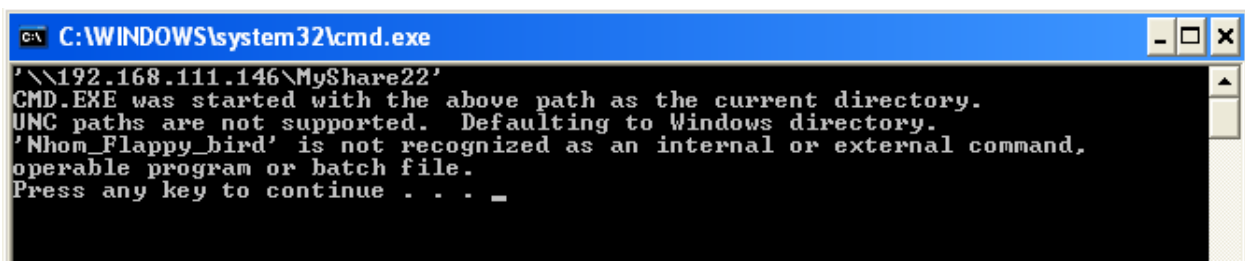 C:\WINDOWS\system32\cmd.exe
'\\192.168.111.146\MyShare22'
CMD.EXE was started with the above path as the current directory.
UNC paths are not supported.  Defaulting to Windows directory.
'Nhom_Flappy_bird' is not recognized as an internal or external command,
operable program or batch file.
Press any key to continue . . . _